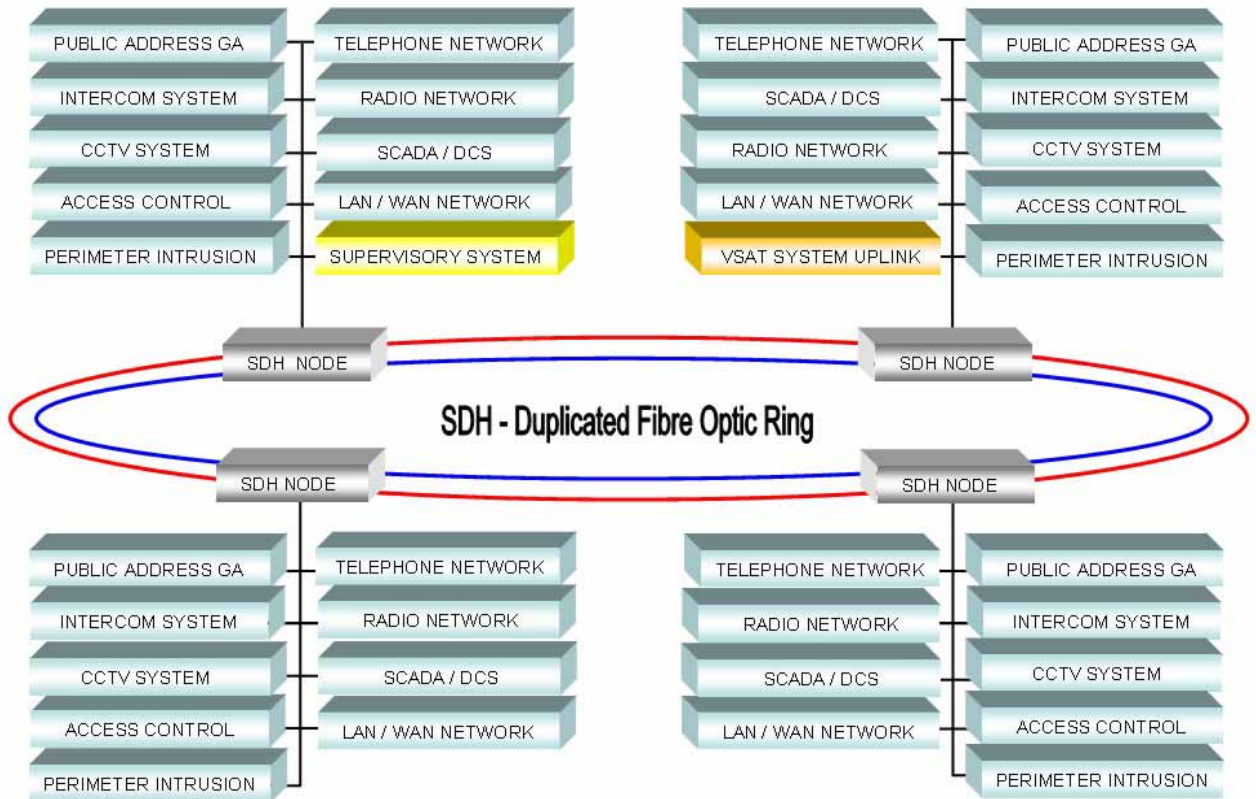 PUBLIC ADDRESS GA
INTERCOM SYSTEM
CCTV SYSTEM
ACCESS CONTROL
PERIMETER INTRUSION
TELEPHONE NETWORK
RADIO NETWORK
SCADA / DCS
LAN / WAN NETWORK
SUPERVISORY SYSTEM
TELEPHONE NETWORK
SCADA / DCS
RADIO NETWORK
LAN / WAN NETWORK
VSAT SYSTEM UPLINK
PUBLIC ADDRESS GA
INTERCOM SYSTEM
CCTV SYSTEM
ACCESS CONTROL
PERIMETER INTRUSION
SDH NODE
SDH NODE
SDH - Duplicated Fibre Optic Ring
SDH NODE
SDH NODE
PUBLIC ADDRESS GA
INTERCOM SYSTEM
CCTV SYSTEM
ACCESS CONTROL
PERIMETER INTRUSION
TELEPHONE NETWORK
RADIO NETWORK
SCADA / DCS
LAN / WAN NETWORK
TELEPHONE NETWORK
RADIO NETWORK
SCADA / DCS
LAN / WAN NETWORK
PUBLIC ADDRESS GA
INTERCOM SYSTEM
CCTV SYSTEM
ACCESS CONTROL
PERIMETER INTRUSION